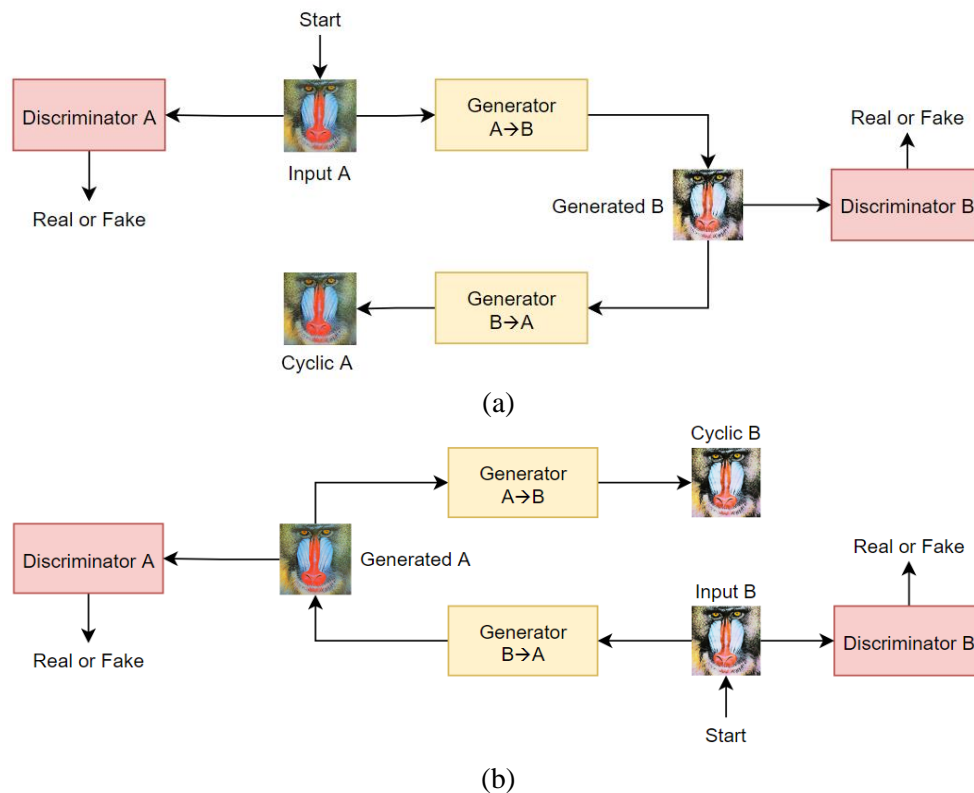 Start
Discriminator A
Generator
A→B
Real or Fake
Input A
Real or Fake
Generated B
Discriminator B
Generator
B→A
Cyclic A
(a)
Cyclic B
Generator
A→B
Discriminator A
Generated A
Real or Fake
Input B
Generator
B→A
Discriminator B
Real or Fake
Start
(b)